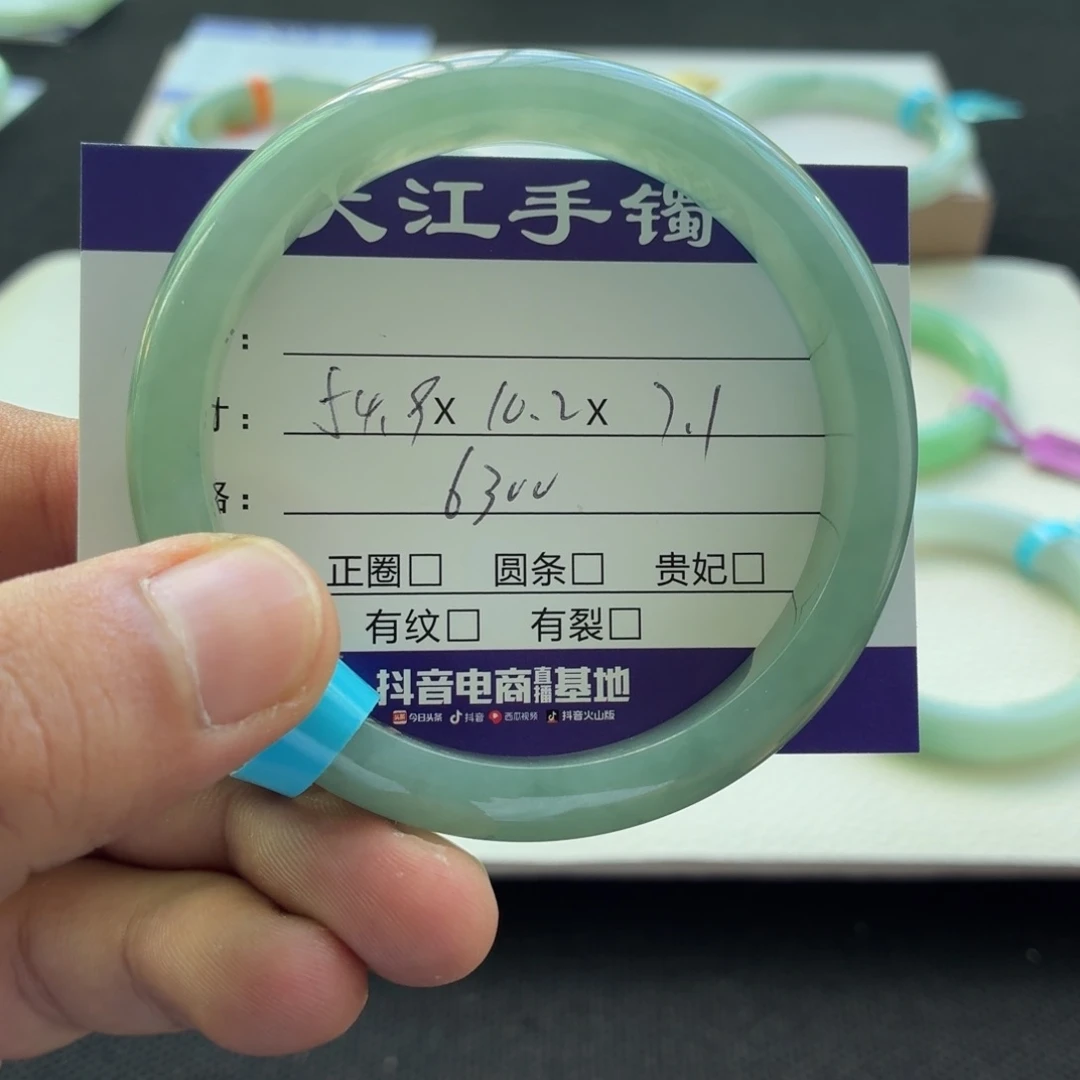 大江手镯
:
寸: 54.9x 10.2x 7.1
格: 6300
正圈□ 圆条□ 贵妃□
有纹□ 有裂□
抖音电商直播基地
今日头条 抖音 西瓜视频 抖音火山版